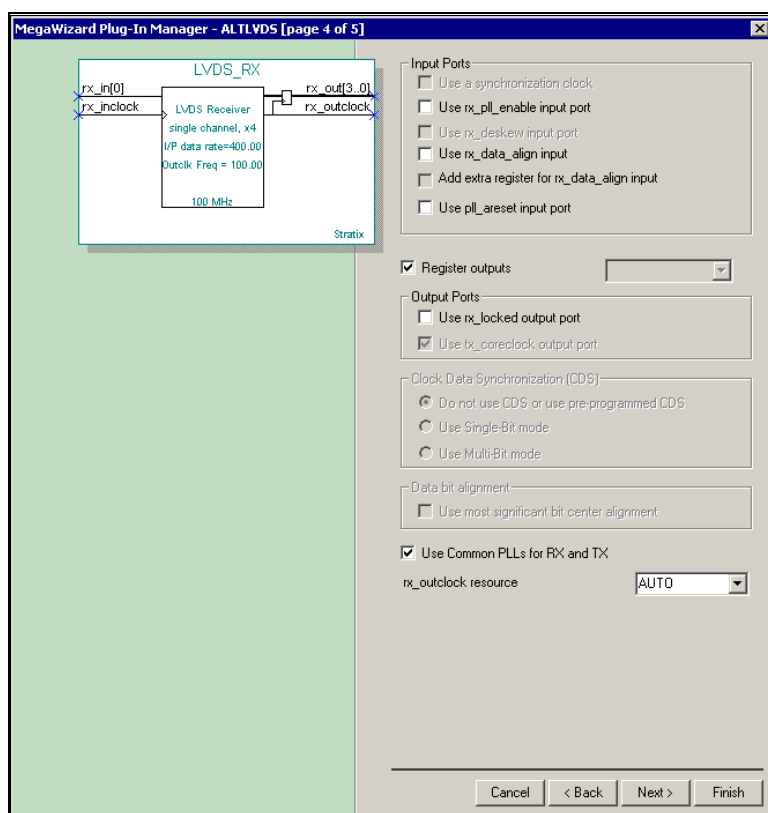 MegaWizard Plug-In Manager - ALTLVDS [page 4 of 5]
LVDS_RX
rx_in[0]
rx_out[3..0]
rx_inclock
rx_outclock
LVDS Receiver
single channel, x4
I/P data rate=400.00
Outclk Freq = 100.00
100 MHz
Stratix
Input Ports
Use a synchronization clock
Use rx_pll_enable input port
Use rx_deskew input port
Use rx_data_align input
Add extra register for rx_data_align input
Use pll_areset input port
Register outputs
Output Ports
Use rx_locked output port
Use tx_coreclock output port
Clock Data Synchronization (CDS)
Do not use CDS or use pre-programmed CDS
Use Single-Bit mode
Use Multi-Bit mode
Data bit alignment
Use most significant bit center alignment
Use Common PLLs for RX and TX
rx_outclock resource
AUTO
Cancel
< Back
Next >
Finish